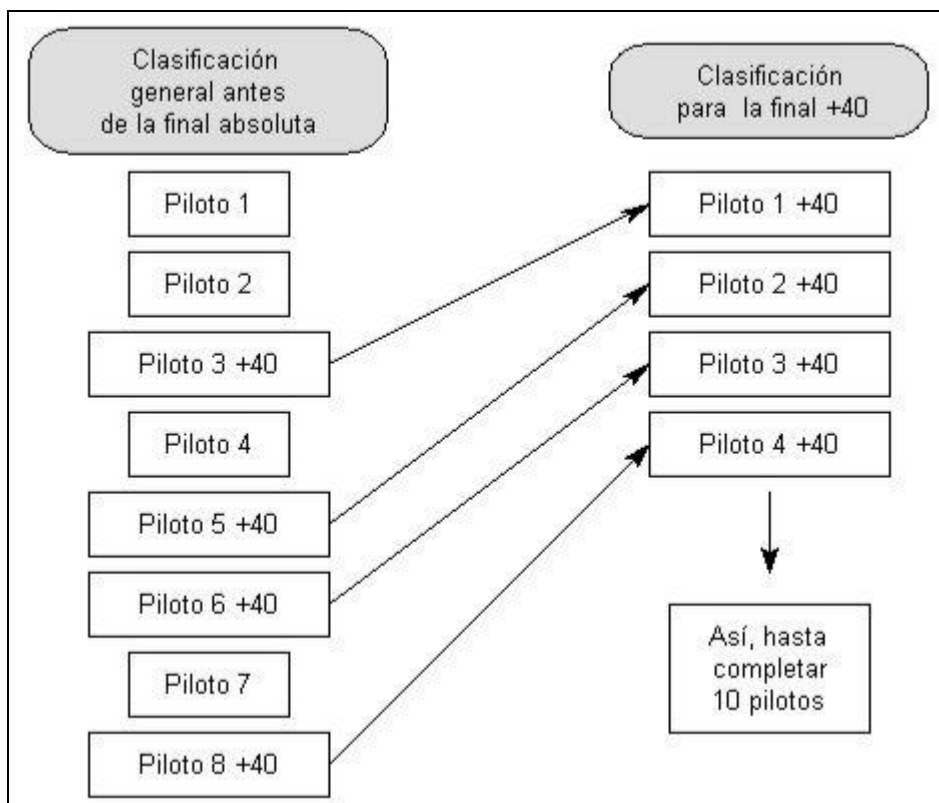 Clasificación
general antes
de la final absoluta
Piloto 1
Piloto 2
Piloto 3 +40
Piloto 4
Piloto 5 +40
Piloto 6 +40
Piloto 7
Piloto 8 +40
Clasificación
para la final +40
Piloto 1 +40
Piloto 2 +40
Piloto 3 +40
Piloto 4 +40
Así, hasta
completar
10 pilotos